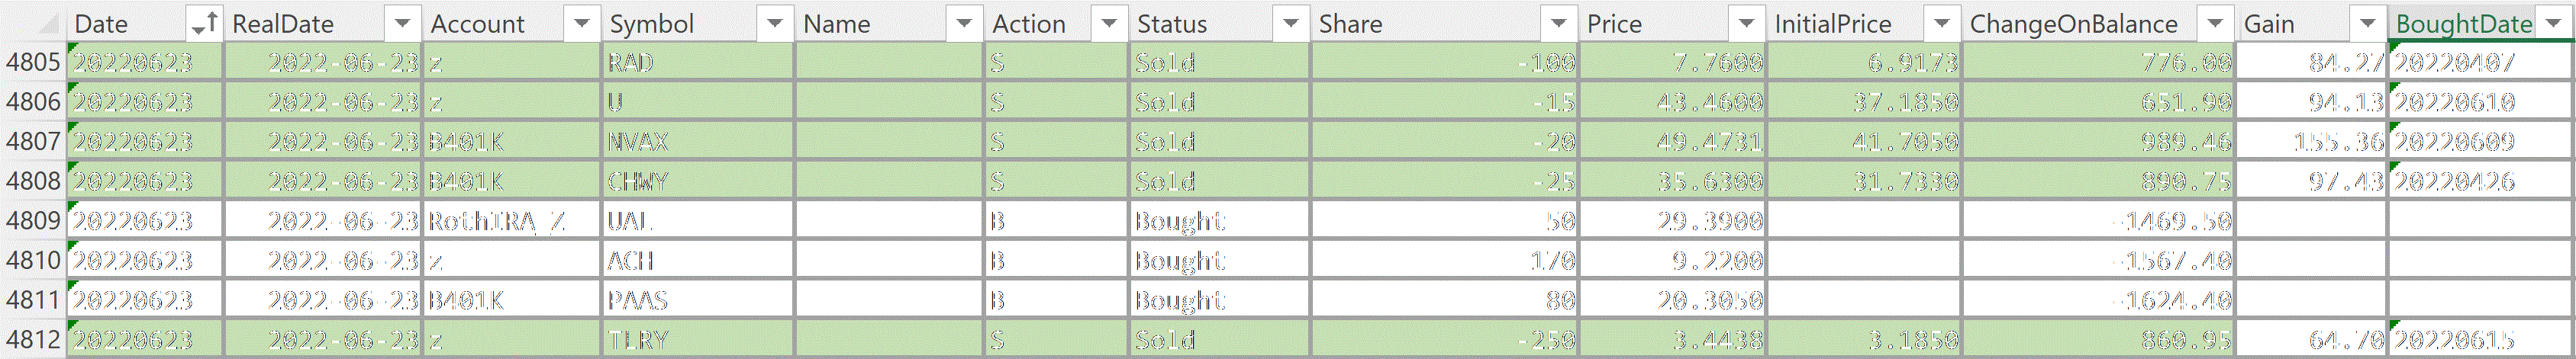 Date RealDate Account Symbol Name Action Status Share Price InitialPrice ChangeOnBalance Gain BoughtDate
4805 20220623 2022-06-23 z RAD S Sold -100 7.7600 6.9173 776.00 84.27 20220407
4806 20220623 2022-06-23 z U S Sold -15 43.4600 37.1850 651.90 94.13 20220610
4807 20220623 2022-06-23 B401K NVAX S Sold -20 49.4731 41.7050 989.46 155.36 20220609
4808 20220623 2022-06-23 B401K CHWY S Sold -25 35.6300 31.7330 890.75 97.43 20220426
4809 20220623 2022-06-23 RothIRA_Z UAL B Bought 50 29.3900 -1469.50
4810 20220623 2022-06-23 z ACH B Bought 170 9.2200 -1567.40
4811 20220623 2022-06-23 B401K PAAS B Bought 80 20.3050 -1624.40
4812 20220623 2022-06-23 z TLRY S Sold -250 3.4438 3.1850 860.95 64.70 20220615